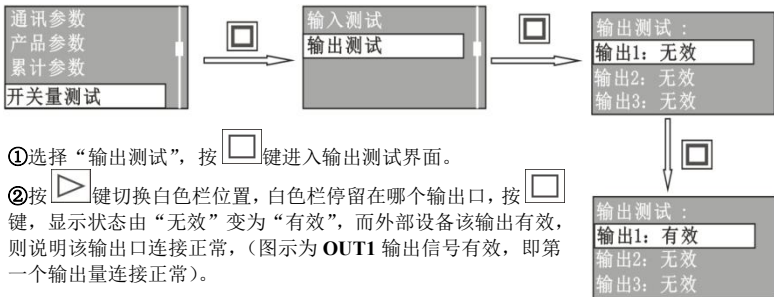 通讯参数
产品参数
累计参数
开关量测试
输入测试
输出测试
输出测试：
输出1：无效
输出2：无效
输出3：无效
①选择“输出测试”，按键进入输出测试界面。
②按键切换白色栏位置，白色栏停留在哪个输出口，按
键，显示状态由“无效”变为“有效”，而外部设备该输出有效，
则说明该输出口连接正常，（图示为 OUT1 输出信号有效，即第
一个输出量连接正常）。
输出测试：
输出1：有效
输出2：无效
输出3：无效